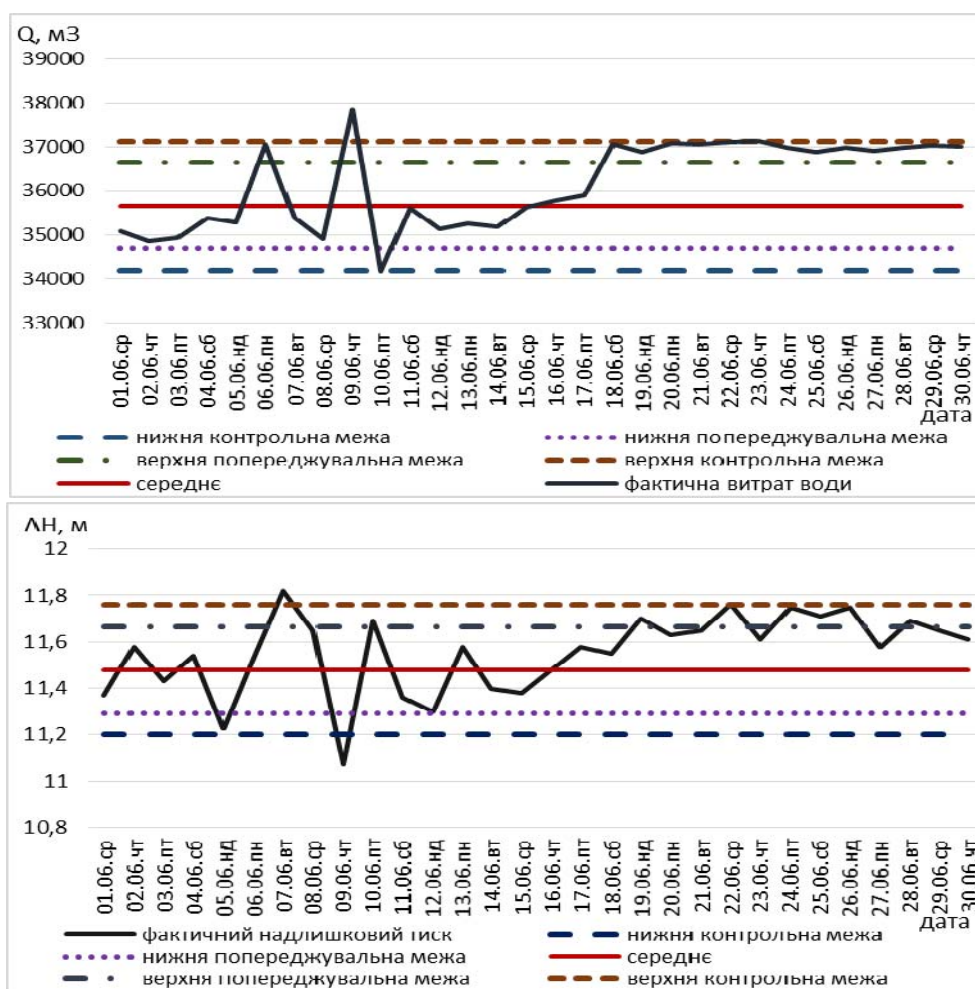 Q, м3
39000
38000
37000
36000
35000
34000
33000
01.06.ср 02.06.чт 03.06.пт 04.06.сб 05.06.нд 06.06.пн 07.06.вт 08.06.ср 09.06.чт 10.06.пт 11.06.сб 12.06.нд 13.06.пн 14.06.вт 15.06.ср 16.06.чт 17.06.пт 18.06.сб 19.06.нд 20.06.пн 21.06.вт 22.06.ср 23.06.чт 24.06.пт 25.06.сб 26.06.нд 27.06.пн 28.06.вт 29.06.ср 30.06.чт
дата
нижня контрольна межа нижня попереджувальна межа
верхня попереджувальна межа верхня контрольна межа
середнє фактична витрат води
ΔН, м
12
11,8
11,6
11,4
11,2
11
10,8
01.06.ср 02.06.чт 03.06.пт 04.06.сб 05.06.нд 06.06.пн 07.06.вт 08.06.ср 09.06.чт 10.06.пт 11.06.сб 12.06.нд 13.06.пн 14.06.вт 15.06.ср 16.06.чт 17.06.пт 18.06.сб 19.06.нд 20.06.пн 21.06.вт 22.06.ср 23.06.чт 24.06.пт 25.06.сб 26.06.нд 27.06.пн 28.06.вт 29.06.ср 30.06.чт
дата
фактичний надлишковий тиск нижня контрольна межа
нижня попереджувальна межа середнє
верхня попереджувальна межа верхня контрольна межа